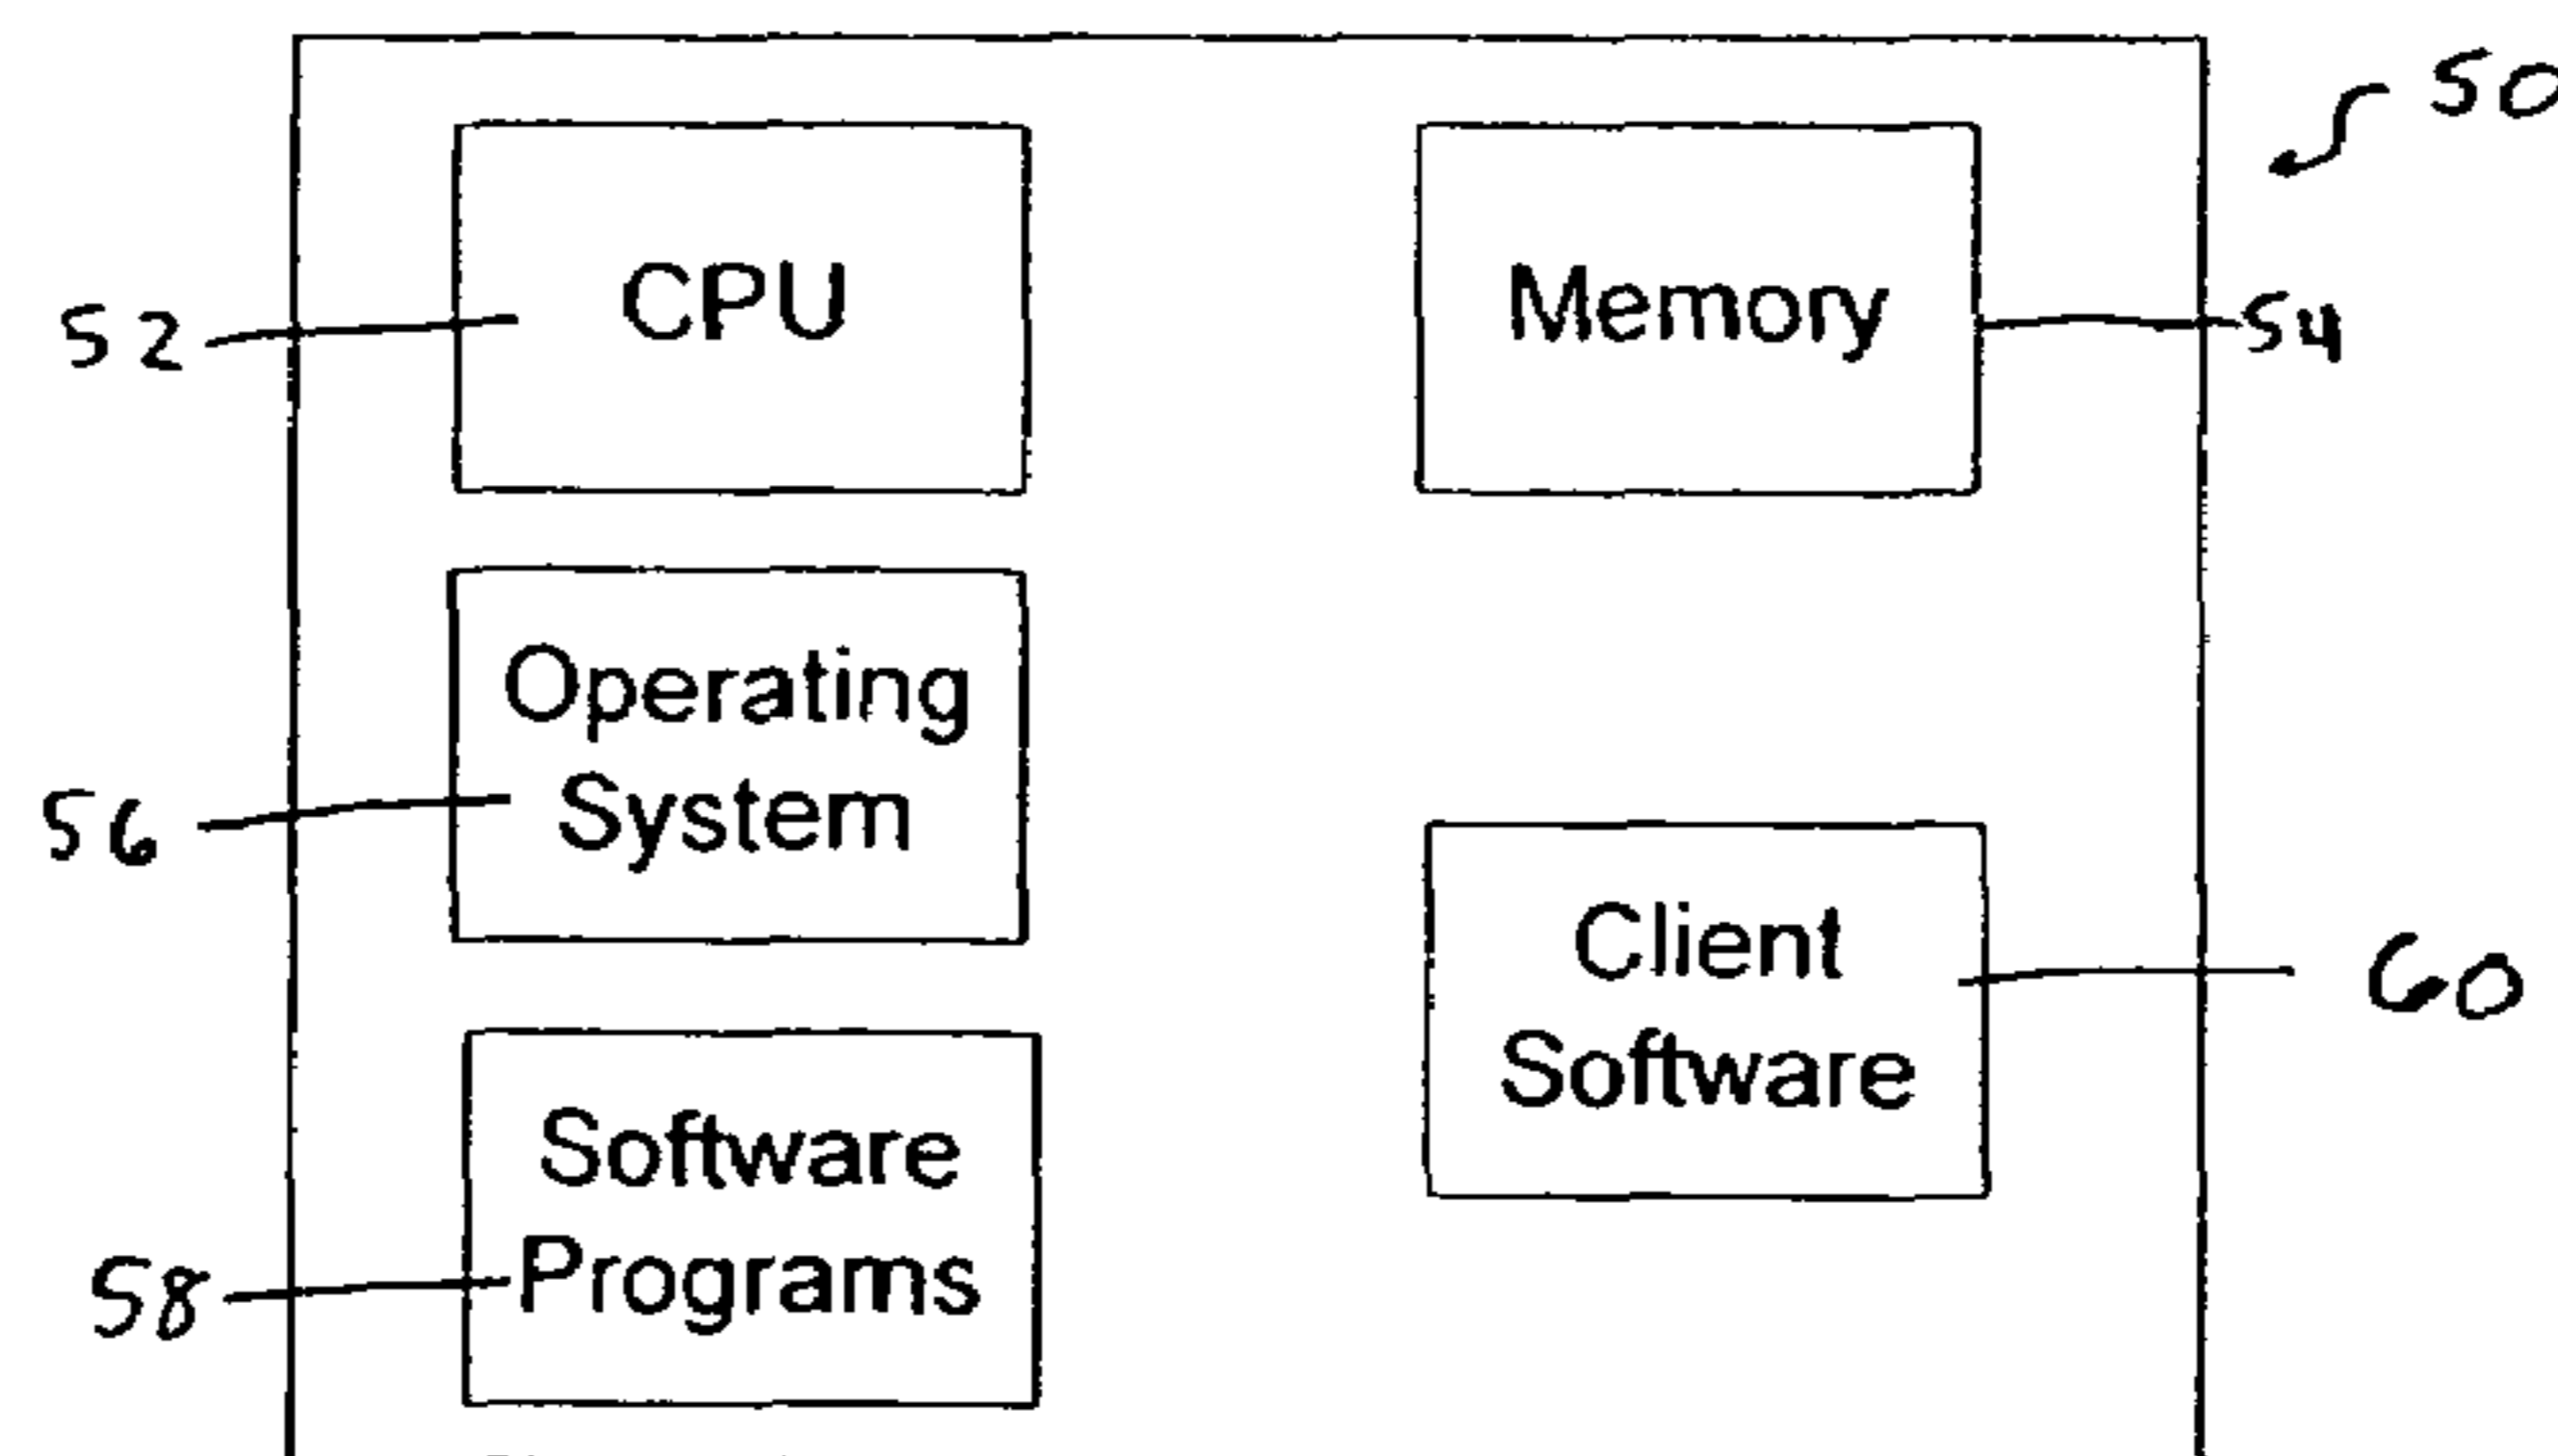 50
CPU
Memory
52
54
Operating
System
56
Client
Software
60
Software
Programs
58